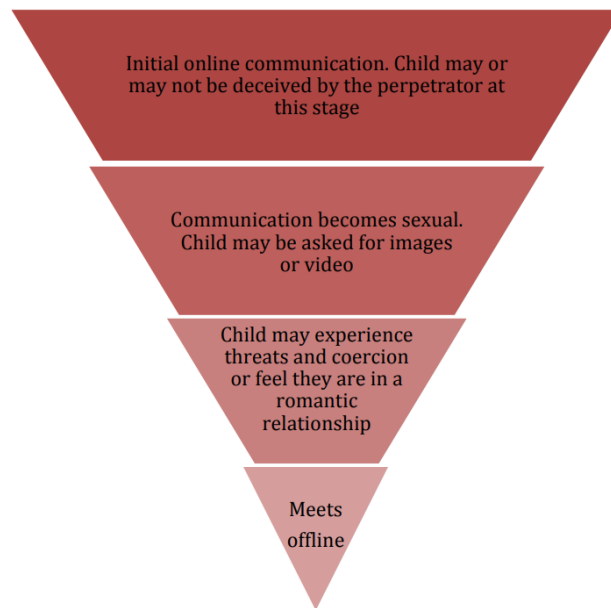 Initial online communication. Child may or
may not be deceived by the perpetrator at
this stage
Communication becomes sexual.
Child may be asked for images
or video
Child may experience
threats and coercion
or feel they are in a
romantic
relationship
Meets
offline